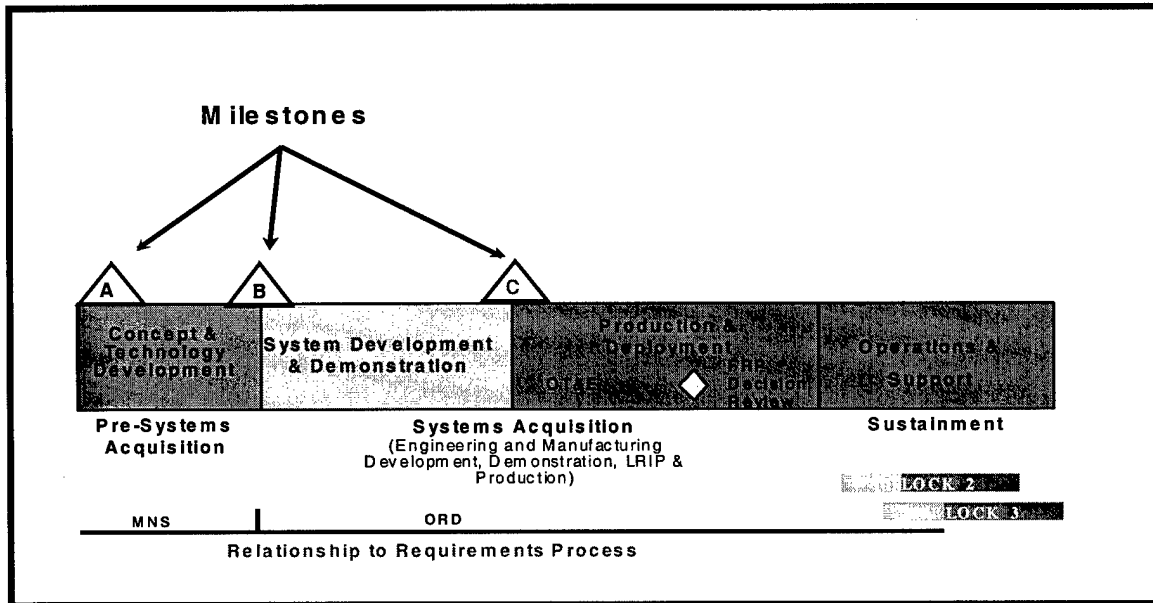 Milestones
A
B
C
Concept &
Technology
Development
System Development
& Demonstration
Production &
Deployment
FRP
Decision
Review
Operations &
Support
Pre-Systems
Acquisition
Systems Acquisition
(Engineering and Manufacturing
Development, Demonstration, LRIP &
Production)
Sustainment
LOCK 2
LOCK 3
MNS
ORD
Relationship to Requirements Process